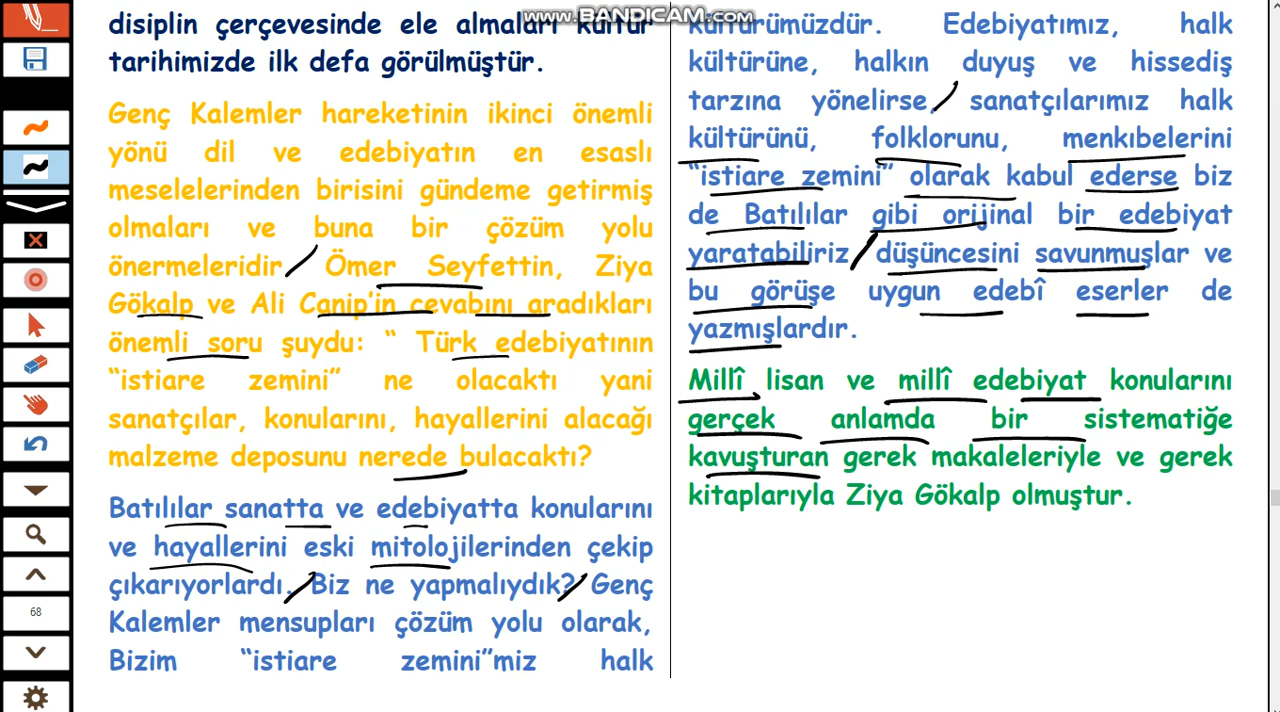 www.BANDICAM.com
disiplin çerçevesinde ele almaları kültür
tarihimizde ilk defa görülmüştür.
Genç Kalemler hareketinin ikinci önemli
yönü dil ve edebiyatın en esaslı
meselelerinden birisini gündeme getirmiş
olmaları ve buna bir çözüm yolu
önermeleridir Ömer Seyfettin, Ziya
Gökalp ve Ali Canip’in cevabını aradıkları
önemli soru şuydu: “ Türk edebiyatının
“istiare zemini” ne olacaktı yani
sanatçılar, konularını, hayallerini alacağı
malzeme deposunu nerede bulacaktı?
Batılılar sanatta ve edebiyatta konularını
ve hayallerini eski mitolojilerinden çekip
çıkarıyorlardı. Biz ne yapmalıydık? Genç
Kalemler mensupları çözüm yolu olarak,
Bizim “istiare zemini”miz halk
kültürümüzdür. Edebiyatımız, halk
kültürüne, halkın duyuş ve hissediş
tarzına yönelirse, sanatçılarımız halk
kültürünü, folklorunu, menkıbelerini
“istiare zemini” olarak kabul ederse biz
de Batılılar gibi orijinal bir edebiyat
yaratabiliriz düşüncesini savunmuşlar ve
bu görüşe uygun edebî eserler de
yazmışlardır.
Millî lisan ve millî edebiyat konularını
gerçek anlamda bir sistematiğe
kavuşturan gerek makaleleriyle ve gerek
kitaplarıyla Ziya Gökalp olmuştur.
68